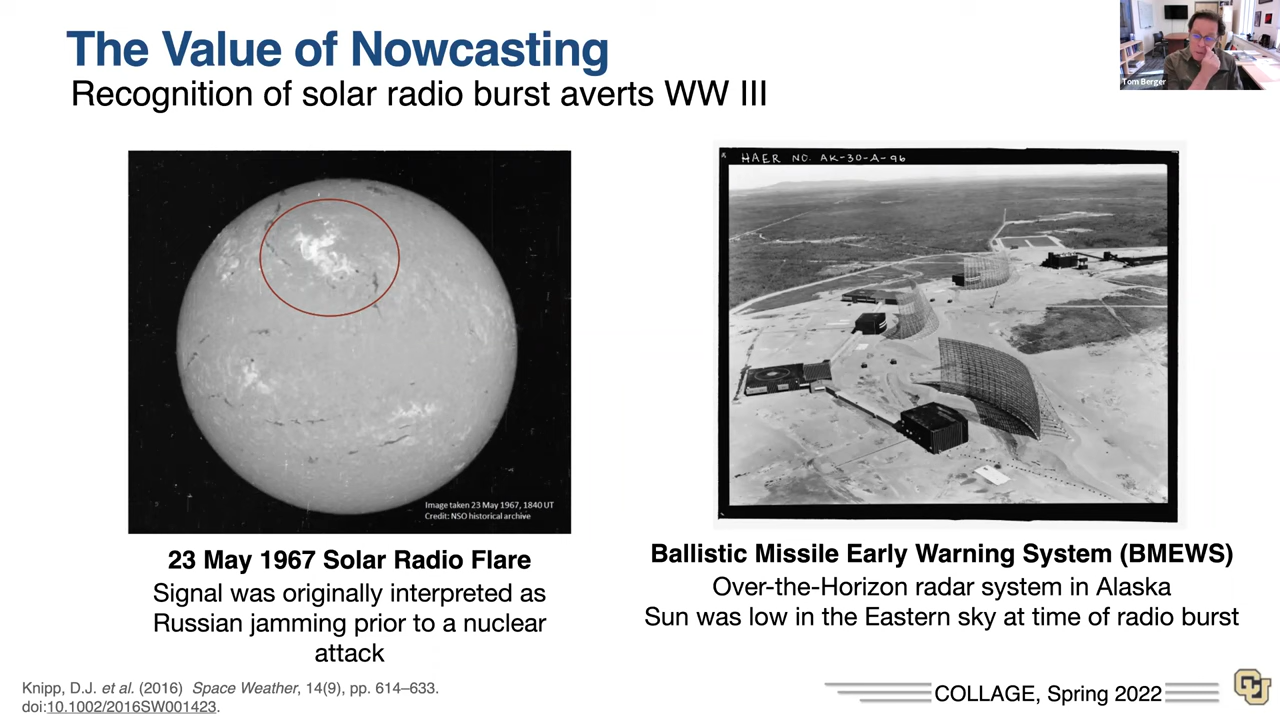 The Value of Nowcasting
Recognition of solar radio burst averts WW III
Tom Berger
HAER NO. AK-30-A-96
Image taken 23 May 1967, 1840 UT
Credit: NSO historical archive
23 May 1967 Solar Radio Flare
Signal was originally interpreted as
Russian jamming prior to a nuclear
attack
Ballistic Missile Early Warning System (BMEWS)
Over-the-Horizon radar system in Alaska
Sun was low in the Eastern sky at time of radio burst
Knipp, D.J. et al. (2016) Space Weather, 14(9), pp. 614–633.
doi:10.1002/2016SW001423.
COLLAGE, Spring 2022
CU